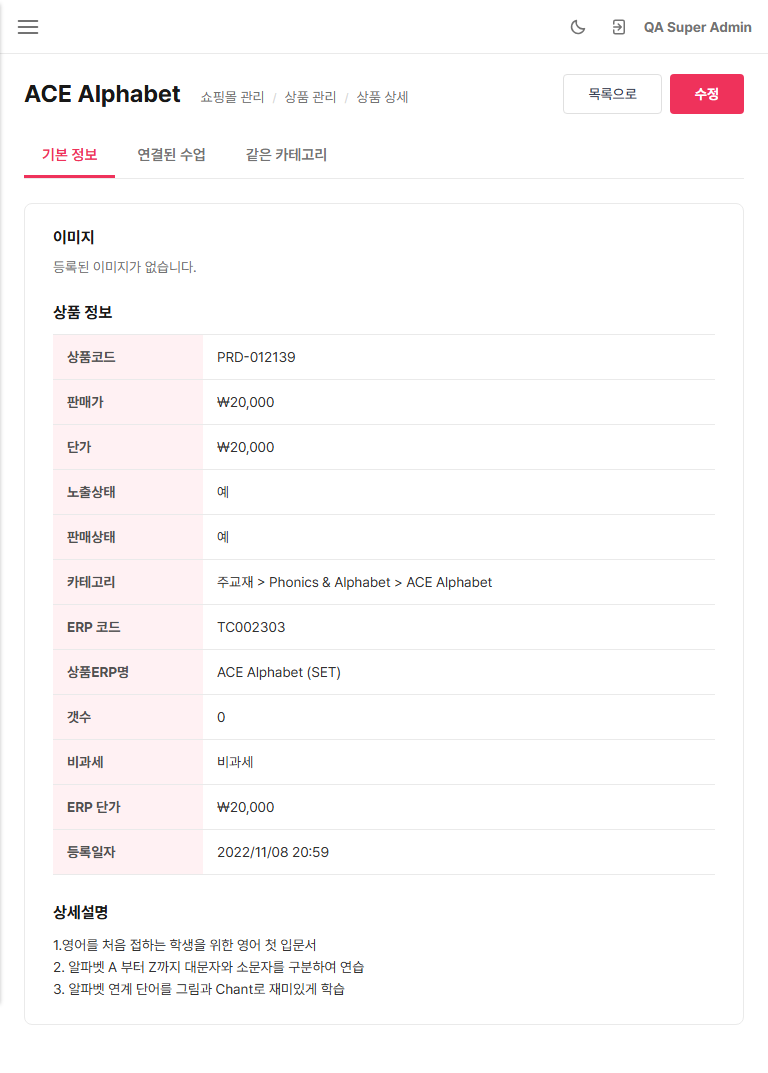 QA Super Admin
ACE Alphabet 쇼핑몰 관리 / 상품 관리 / 상품 상세 목록으로 수정
기본 정보 연결된 수업 같은 카테고리
이미지
등록된 이미지가 없습니다.
상품 정보
상품코드 PRD-012139
판매가 ₩20,000
단가 ₩20,000
노출상태 예
판매상태 예
카테고리 주교재 > Phonics & Alphabet > ACE Alphabet
ERP 코드 TC002303
상품ERP명 ACE Alphabet (SET)
갯수 0
비과세 비과세
ERP 단가 ₩20,000
등록일자 2022/11/08 20:59
상세설명
1.영어를 처음 접하는 학생을 위한 영어 첫 입문서
2. 알파벳 A 부터 Z까지 대문자와 소문자를 구분하여 연습
3. 알파벳 연계 단어를 그림과 Chant로 재미있게 학습